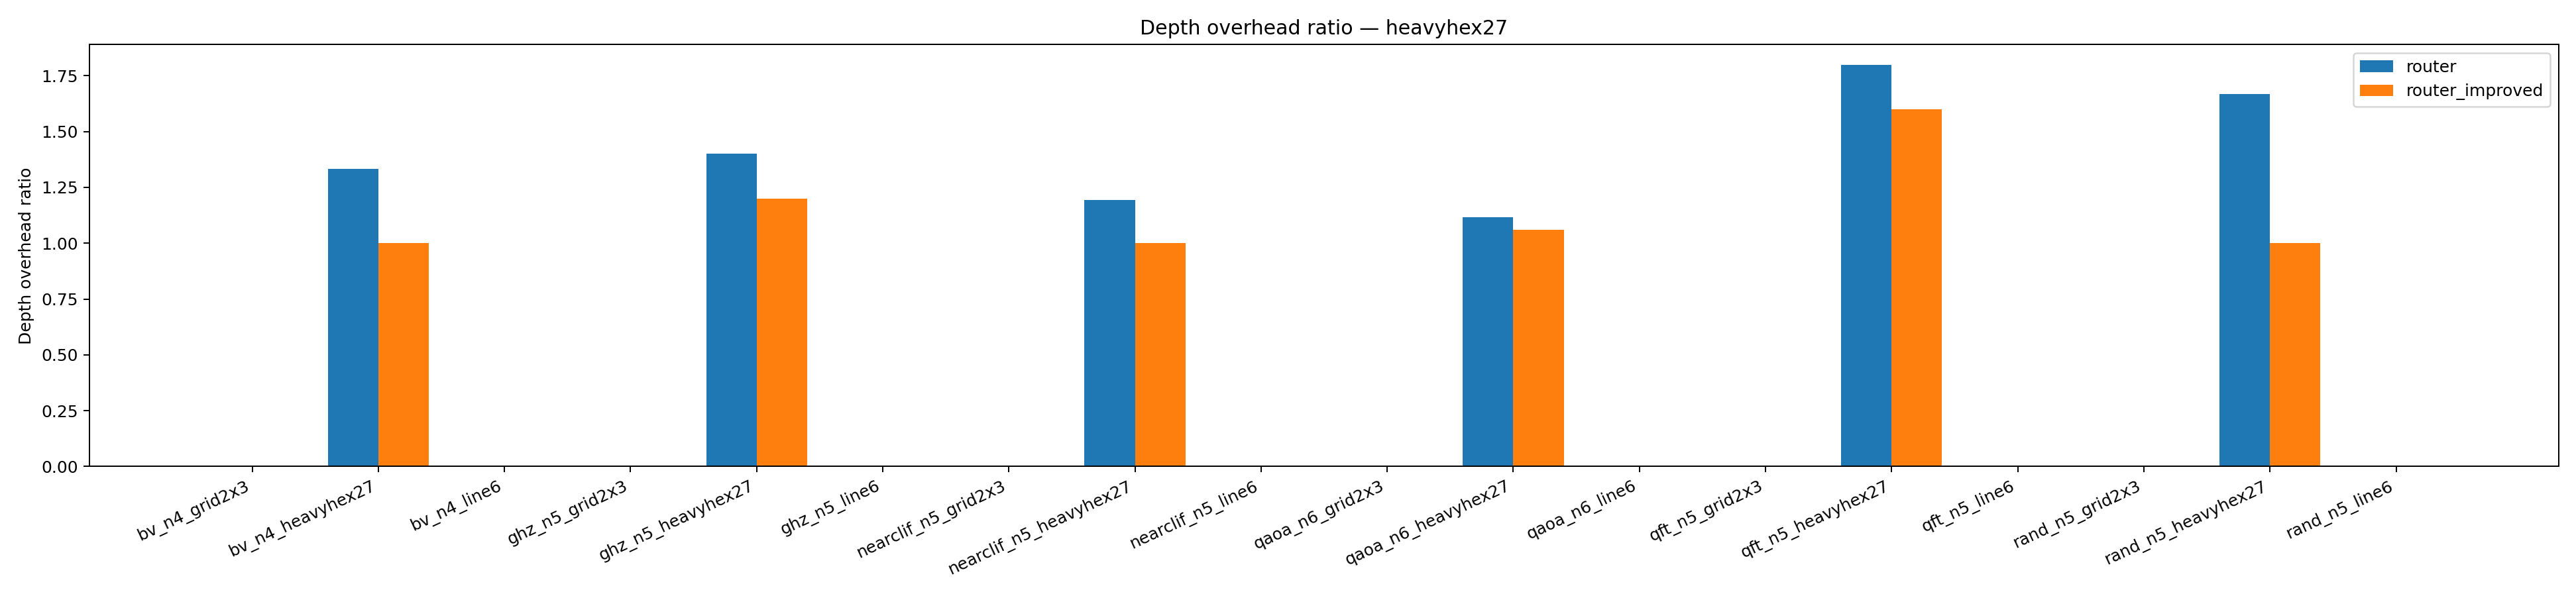 Depth overhead ratio — heavyhex27
router
router_improved
Depth overhead ratio
1.75
1.50
1.25
1.00
0.75
0.50
0.25
0.00
bv_n4_grid2x3
bv_n4_heavyhex27
bv_n4_line6
ghz_n5_grid2x3
ghz_n5_heavyhex27
ghz_n5_line6
nearclif_n5_grid2x3
nearclif_n5_heavyhex27
nearclif_n5_line6
qaoa_n6_grid2x3
qaoa_n6_heavyhex27
qaoa_n6_line6
qft_n5_grid2x3
qft_n5_heavyhex27
qft_n5_line6
rand_n5_grid2x3
rand_n5_heavyhex27
rand_n5_line6